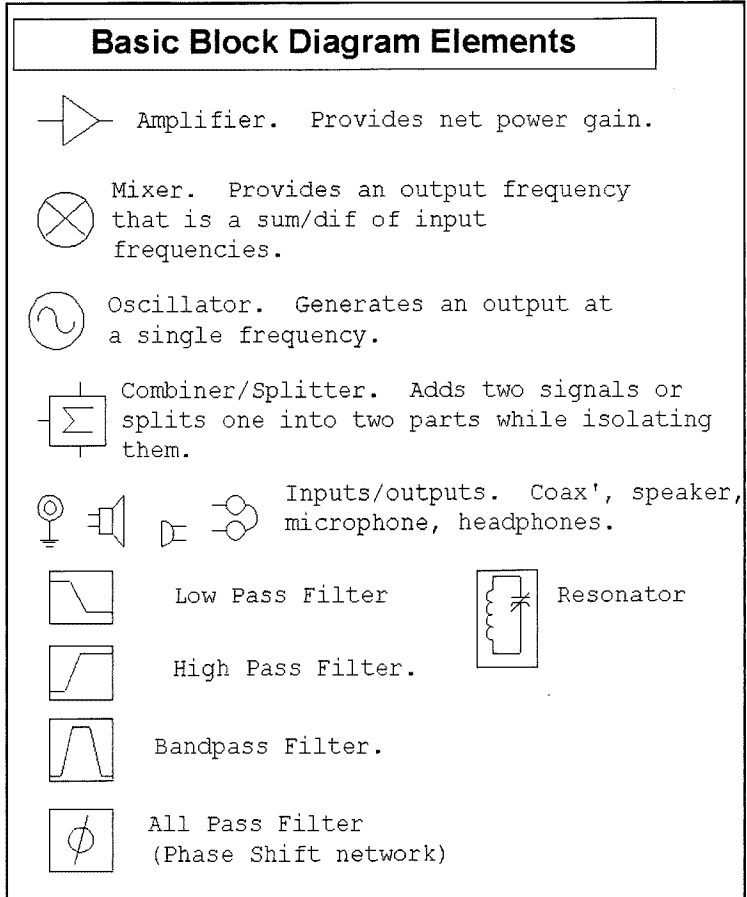 Basic Block Diagram Elements
Amplifier. Provides net power gain.
Mixer. Provides an output frequency
that is a sum/dif of input
frequencies.
Oscillator. Generates an output at
a single frequency.
Combiner/Splitter. Adds two signals or
splits one into two parts while isolating
them.
Σ
Inputs/outputs. Coax', speaker,
microphone, headphones.
Low Pass Filter
Resonator
High Pass Filter.
Bandpass Filter.
All Pass Filter
(Phase Shift network)
ϕ